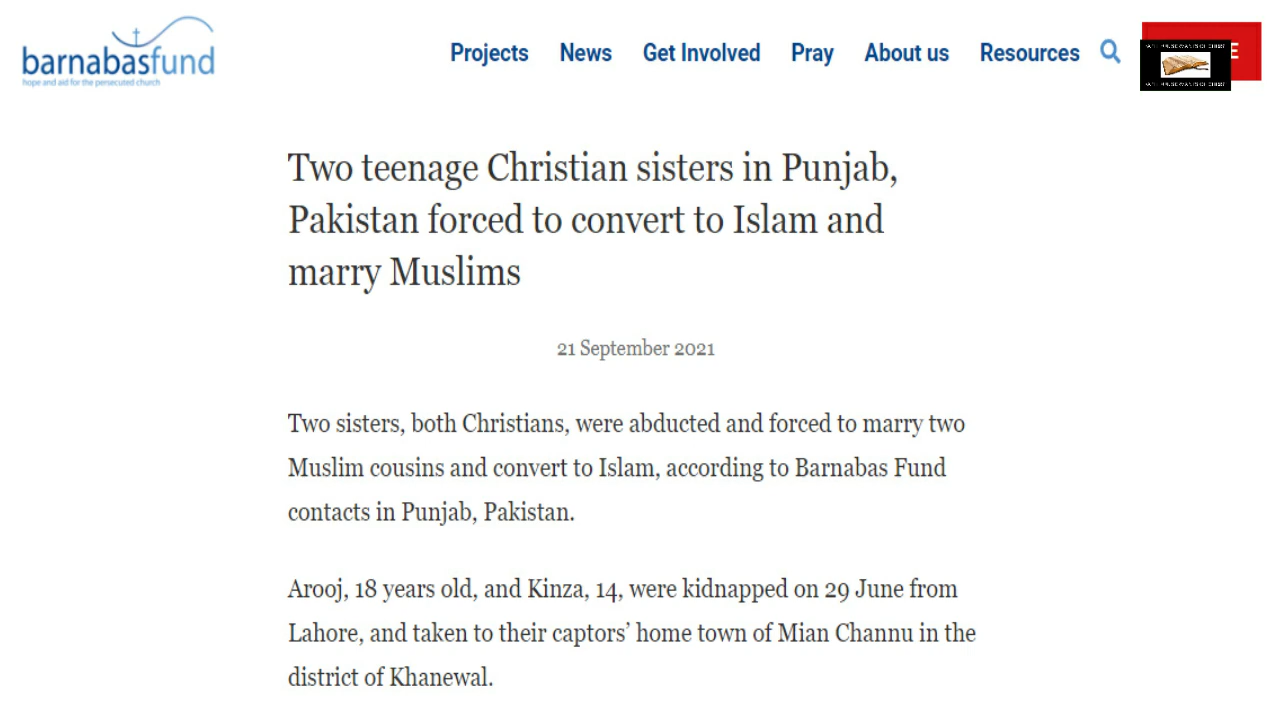 barnabasfund
hope and aid for the persecuted church
Projects News Get Involved Pray About us Resources
E
Two teenage Christian sisters in Punjab,
Pakistan forced to convert to Islam and
marry Muslims
21 September 2021
Two sisters, both Christians, were abducted and forced to marry two
Muslim cousins and convert to Islam, according to Barnabas Fund
contacts in Punjab, Pakistan.
Arooj, 18 years old, and Kinza, 14, were kidnapped on 29 June from
Lahore, and taken to their captors’ home town of Mian Channu in the
district of Khanewal.